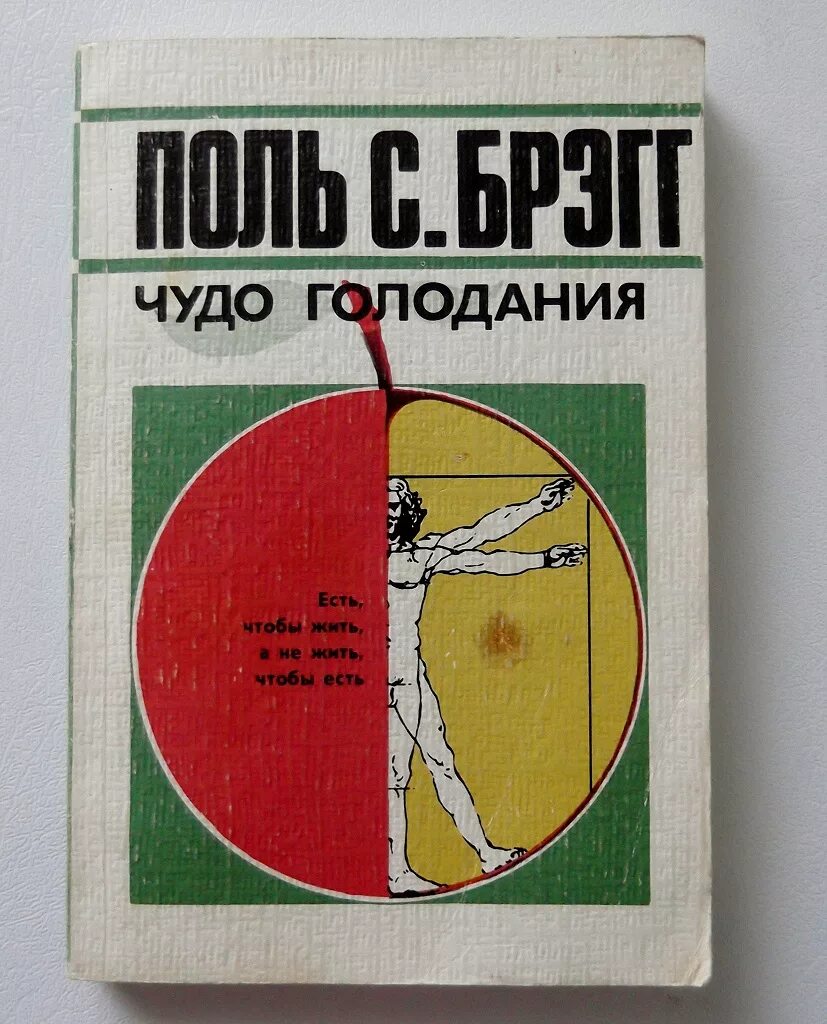 ПОЛЬ С. БРЭГГ
ЧУДО ГОЛОДАНИЯ
Есть,
чтобы жить,
а не жить,
чтобы есть